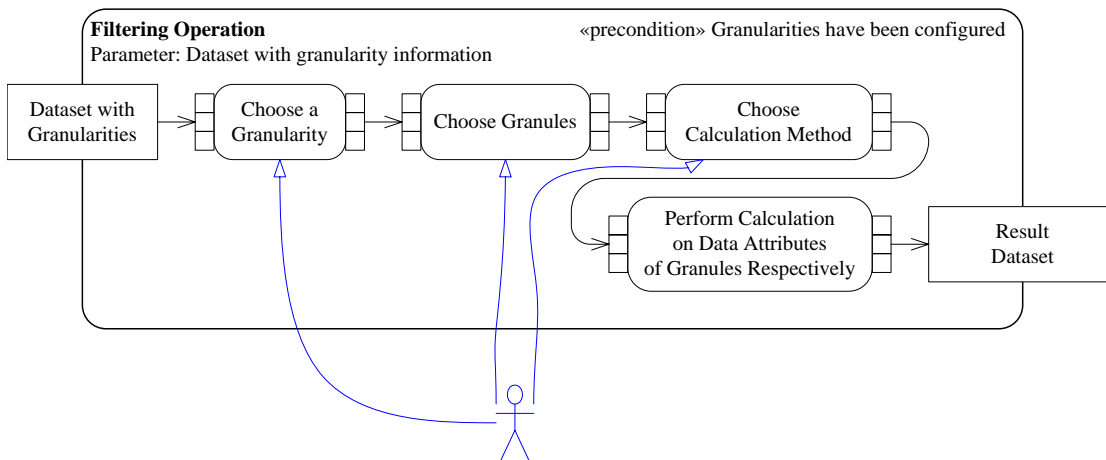 Filtering Operation
«precondition» Granularities have been configured
Parameter: Dataset with granularity information
Dataset with
Granularities
Choose a
Granularity
Choose Granules
Choose
Calculation Method
Perform Calculation
on Data Attributes
of Granules Respectively
Result
Dataset